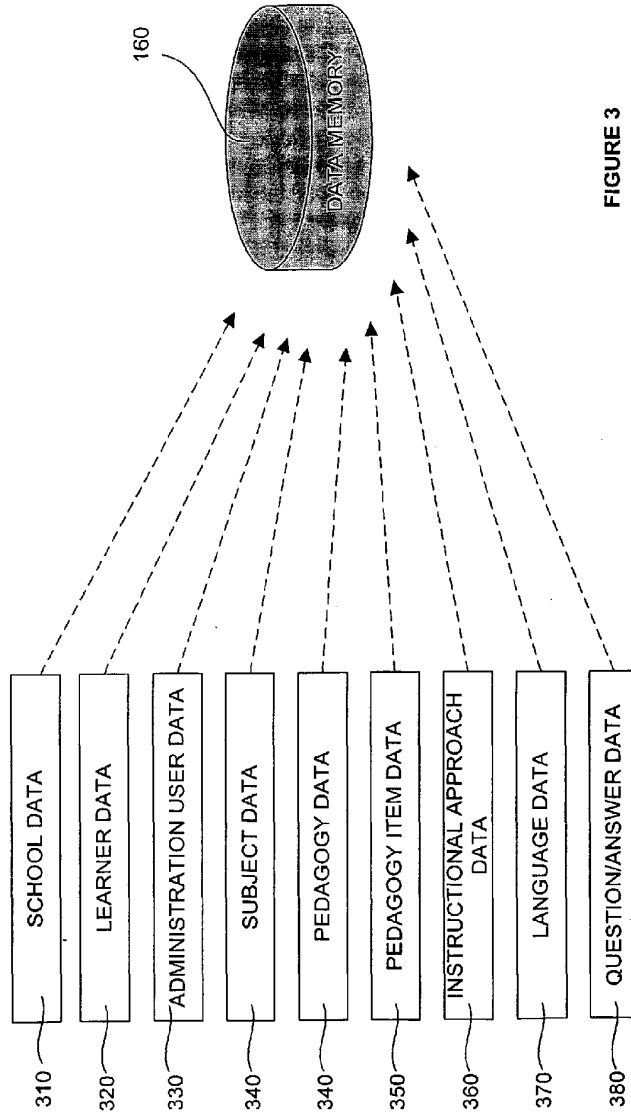 310
SCHOOL DATA
320
LEARNER DATA
330
ADMINISTRATION USER DATA
340
SUBJECT DATA
340
PEDAGOGY DATA
350
PEDAGOGY ITEM DATA
360
INSTRUCTIONAL APPROACH
DATA
370
LANGUAGE DATA
380
QUESTION/ANSWER DATA
160
DATA MEMORY
FIGURE 3